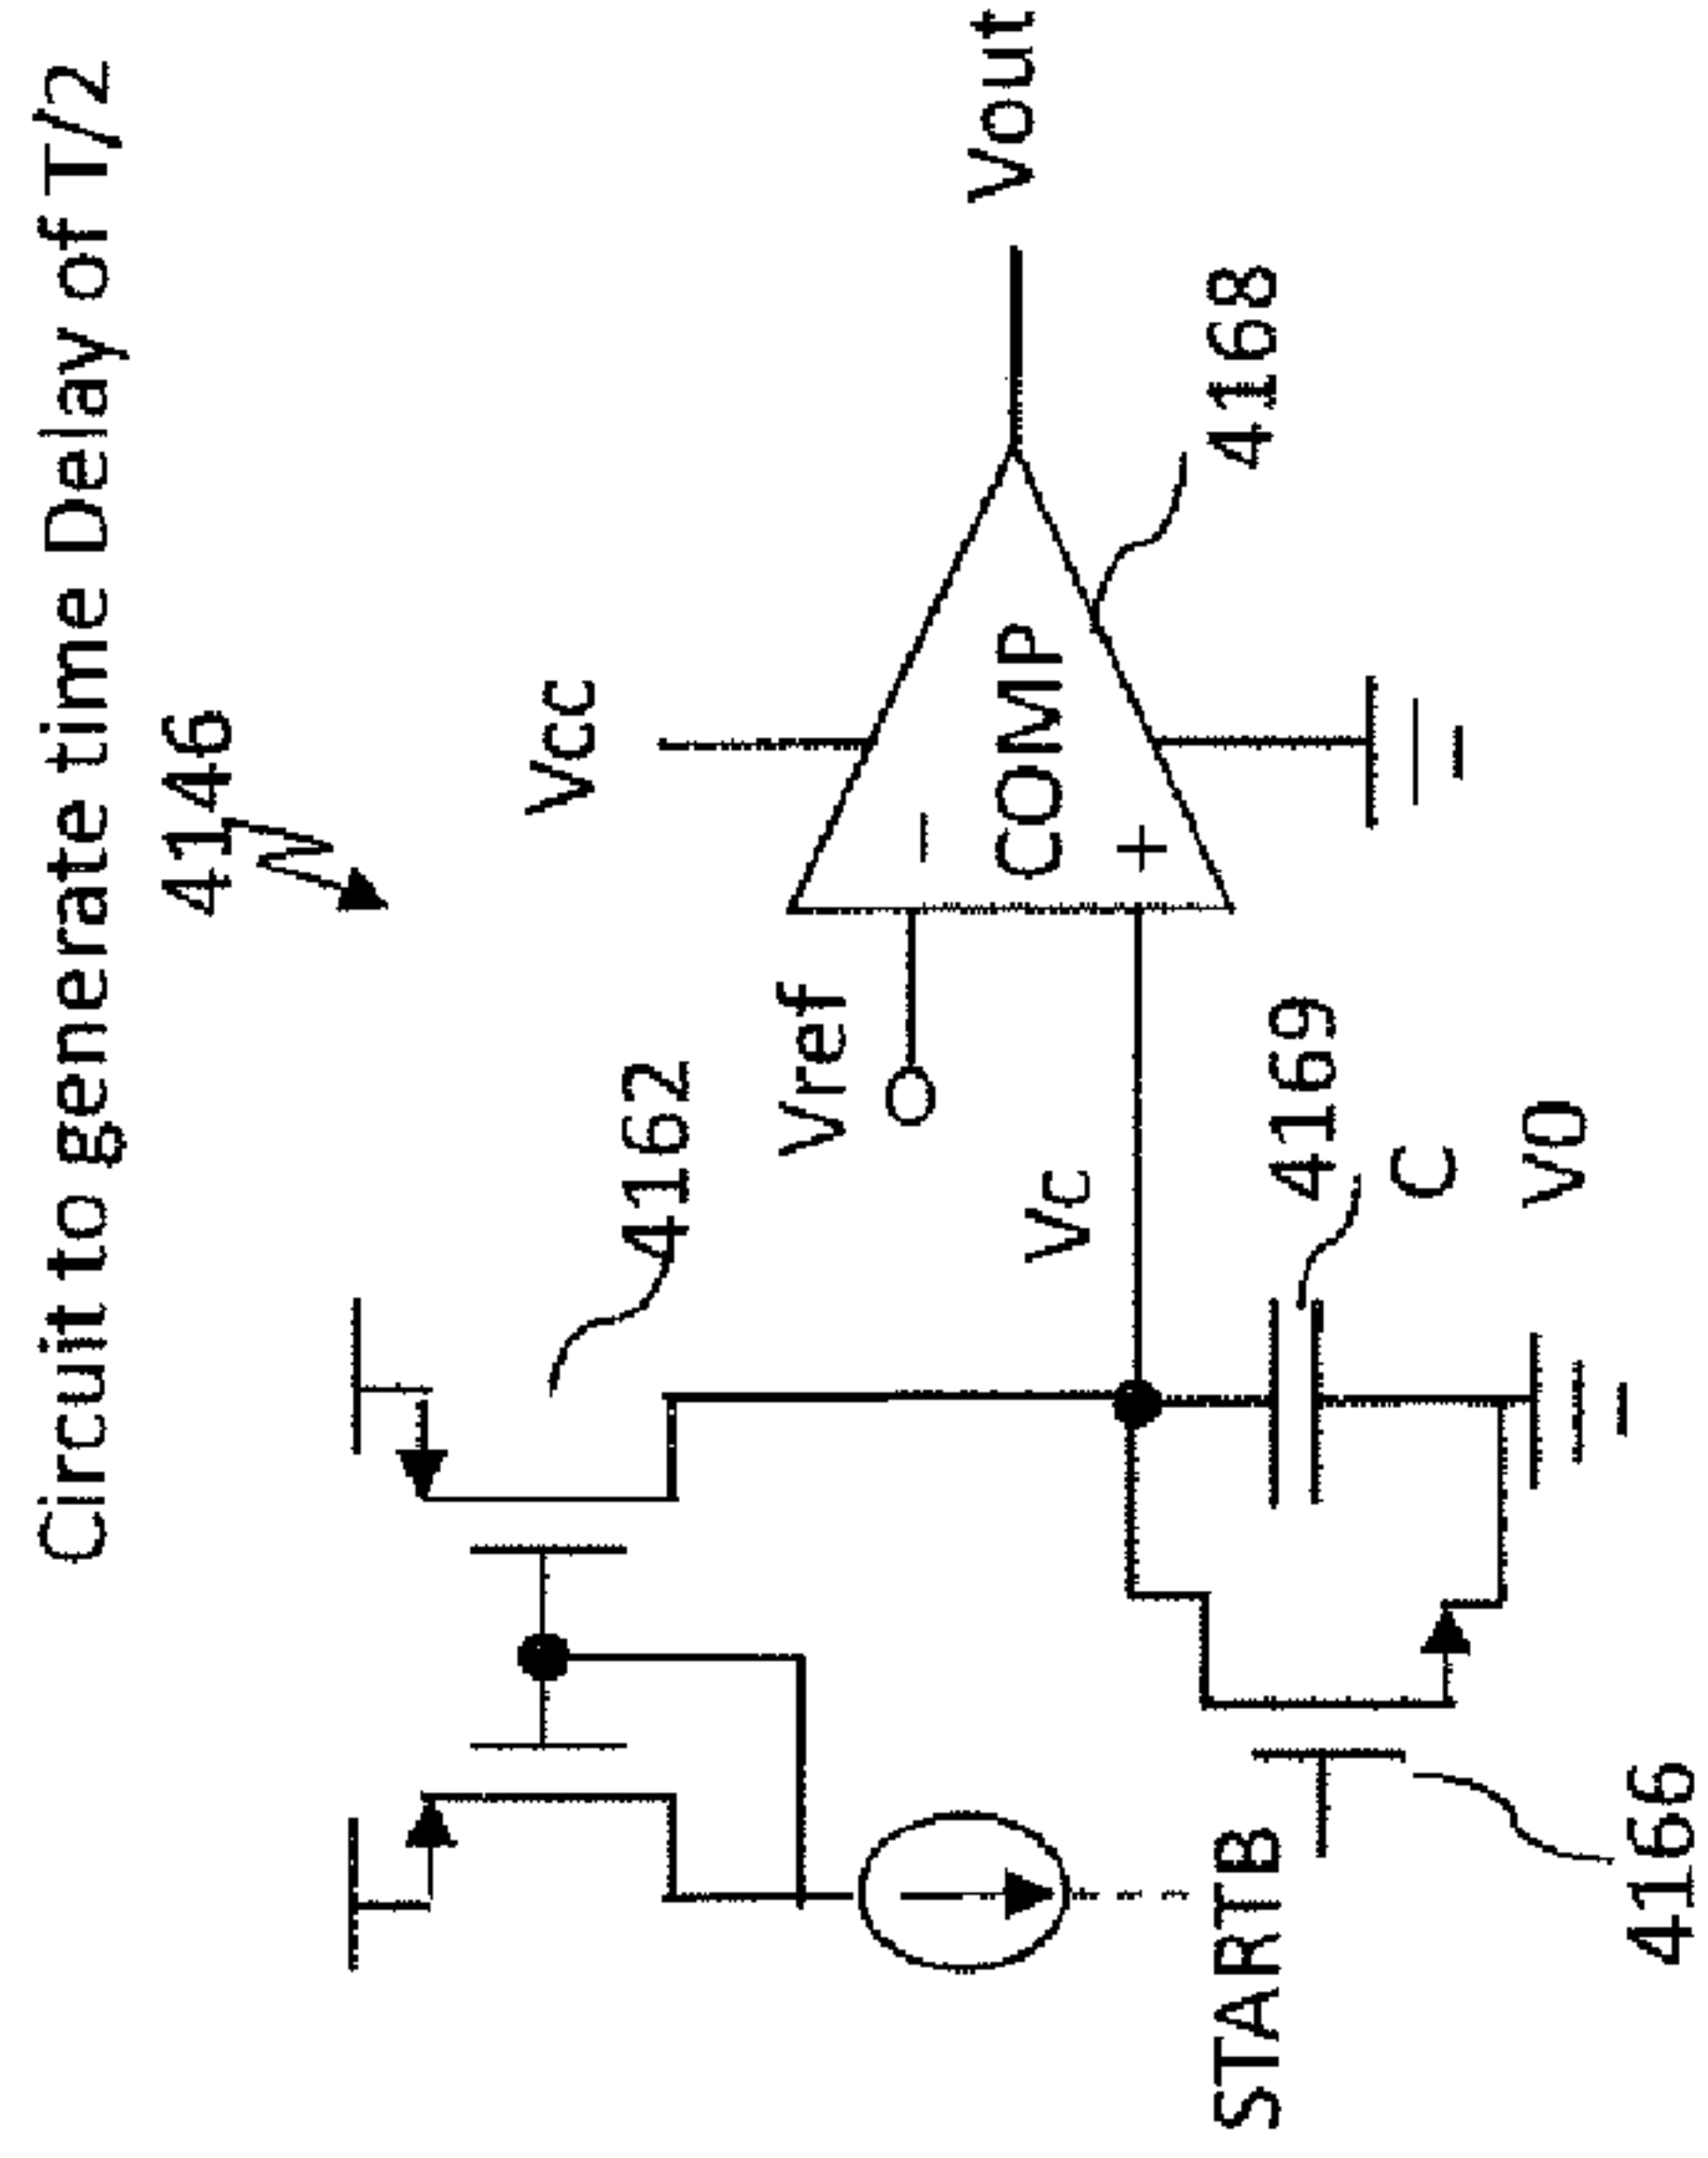 Circuit to generate time Delay of T/2
4146
Vcc
4162
Vref
Vout
COMP
−
+
Vc
4168
4169
C
V0
STARTB
4166